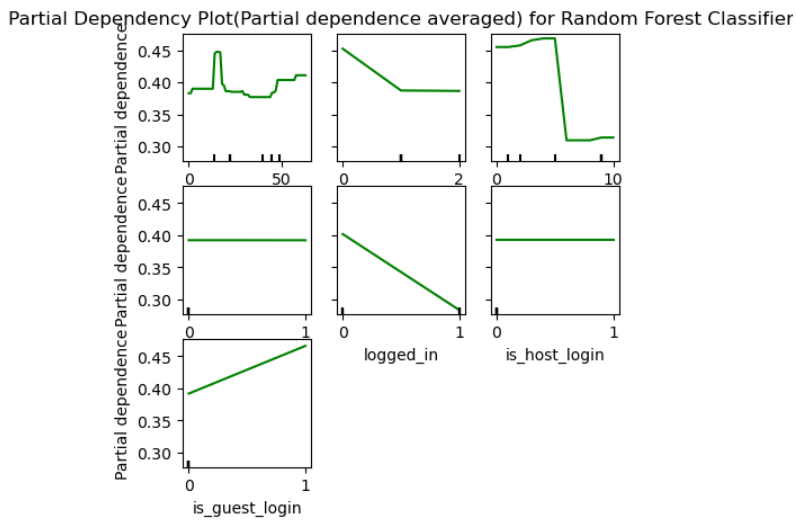 Partial Dependency Plot(Partial dependence averaged) for Random Forest Classifier
Partial dependence
0.45
0.40
0.35
0.30
0 50
0 2
0 10
Partial dependence
0.45
0.40
0.35
0.30
0 1
0 1
0 1
logged_in
is_host_login
Partial dependence
0.45
0.40
0.35
0.30
0 1
is_guest_login